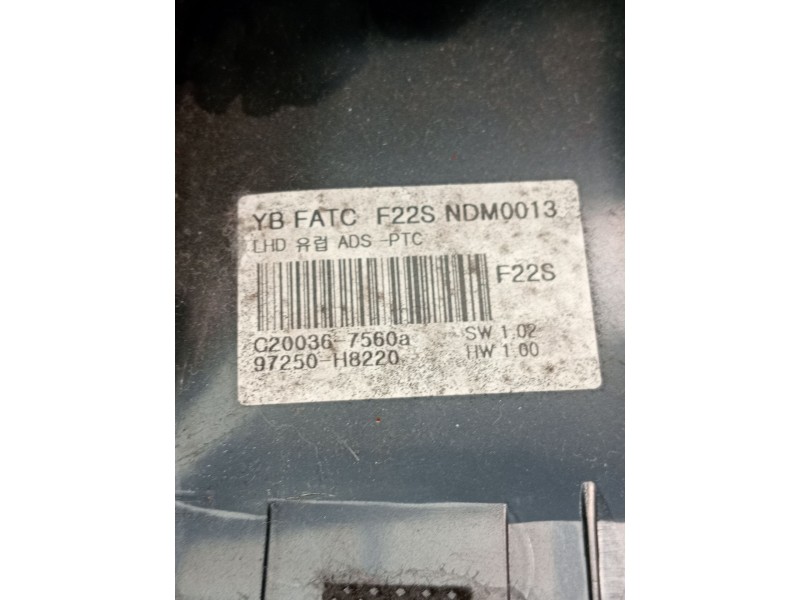 YB FATC F22S NDM0013
LHD 유럽 ADS -PTC
F22S
C20036 7560a SW 1.02
97250-H8220 HW 1.00